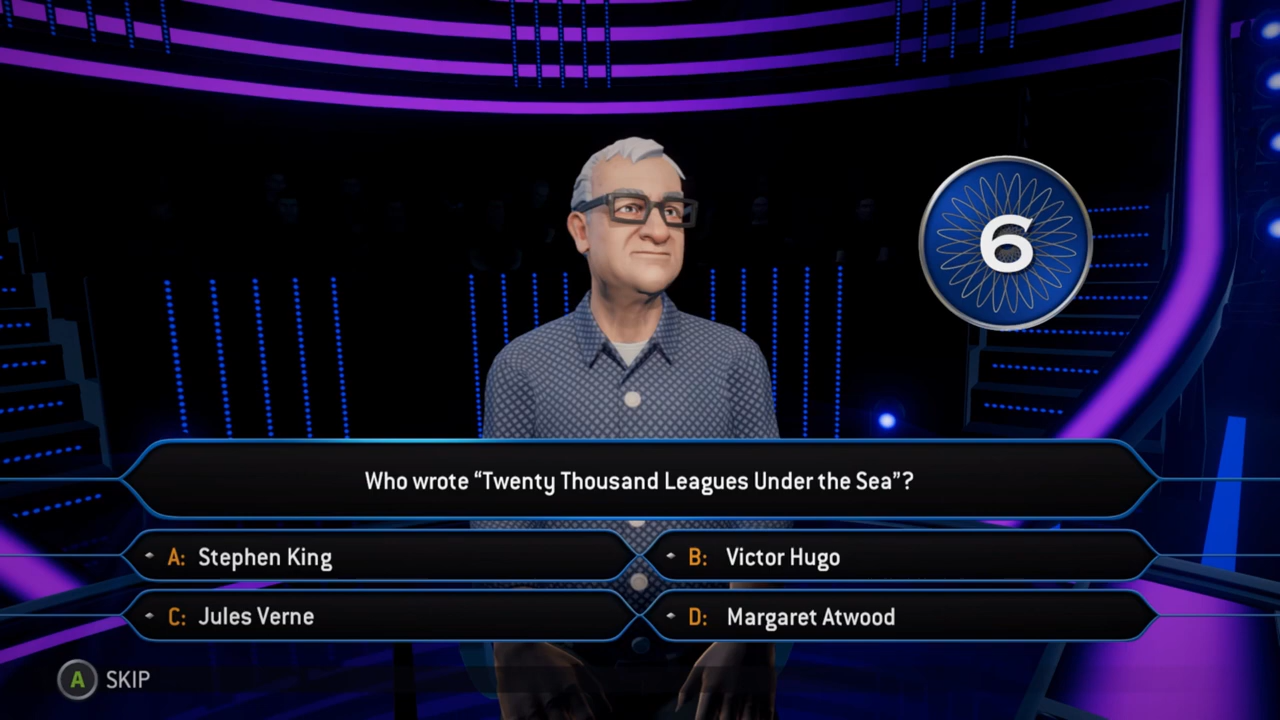 6
Who wrote “Twenty Thousand Leagues Under the Sea”?
A: Stephen King
B: Victor Hugo
C: Jules Verne
D: Margaret Atwood
A SKIP